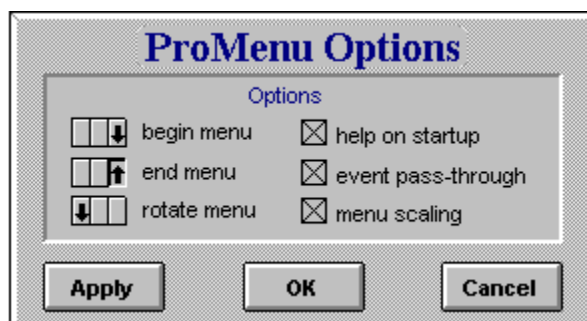 ProMenu Options
Options
begin menu
help on startup
end menu
event pass-through
rotate menu
menu scaling
Apply
OK
Cancel